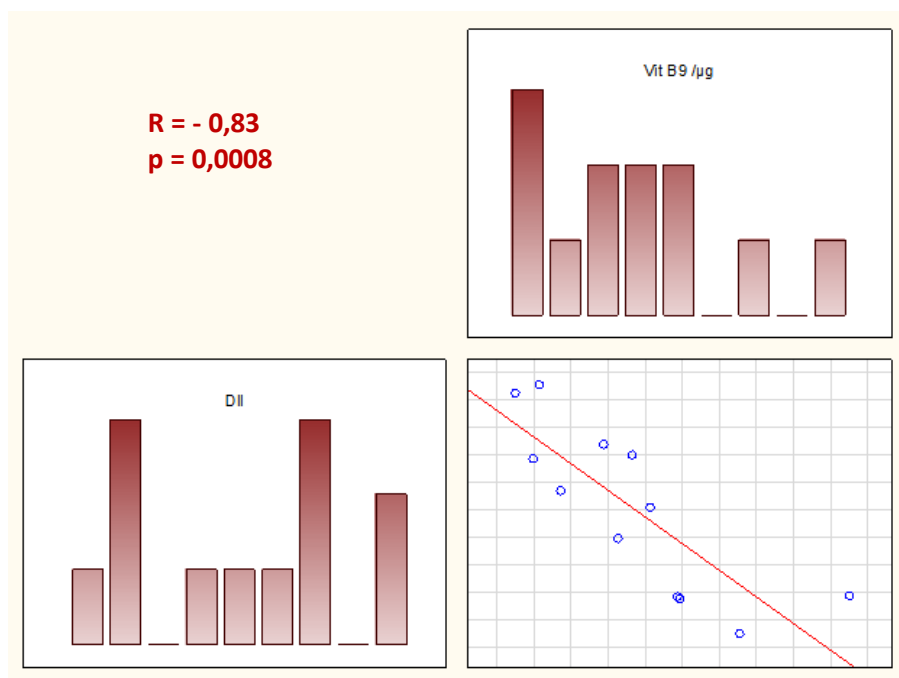 Vit B9 /µg
R = - 0,83
p = 0,0008
DII